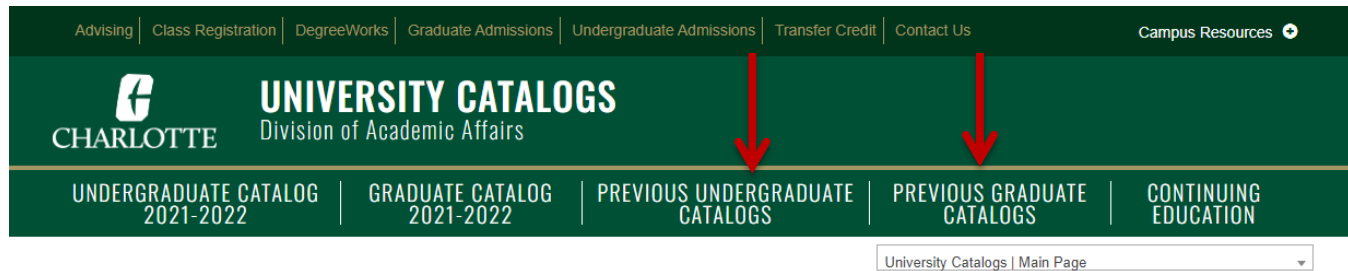 Advising Class Registration DegreeWorks Graduate Admissions Undergraduate Admissions Transfer Credit Contact Us Campus Resources
CHARLOTTE
UNIVERSITY CATALOGS
Division of Academic Affairs
UNDERGRADUATE CATALOG
2021-2022
GRADUATE CATALOG
2021-2022
PREVIOUS UNDERGRADUATE
CATALOGS
PREVIOUS GRADUATE
CATALOGS
CONTINUING
EDUCATION
University Catalogs | Main Page